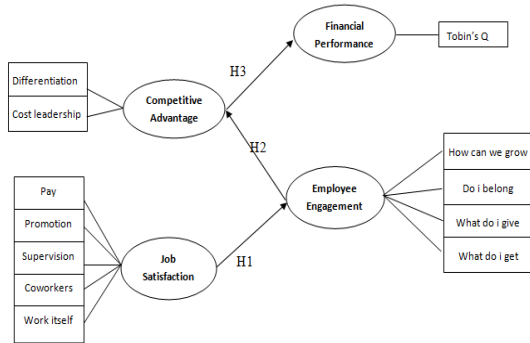 Financial
Performance
Tobin's Q
H3
Differentiation
Cost leadership
Competitive
Advantage
H2
How can we grow
Do i belong
What do i give
What do i get
Employee
Engagement
Pay
Promotion
Supervision
Coworkers
Work itself
Job
Satisfaction
H1